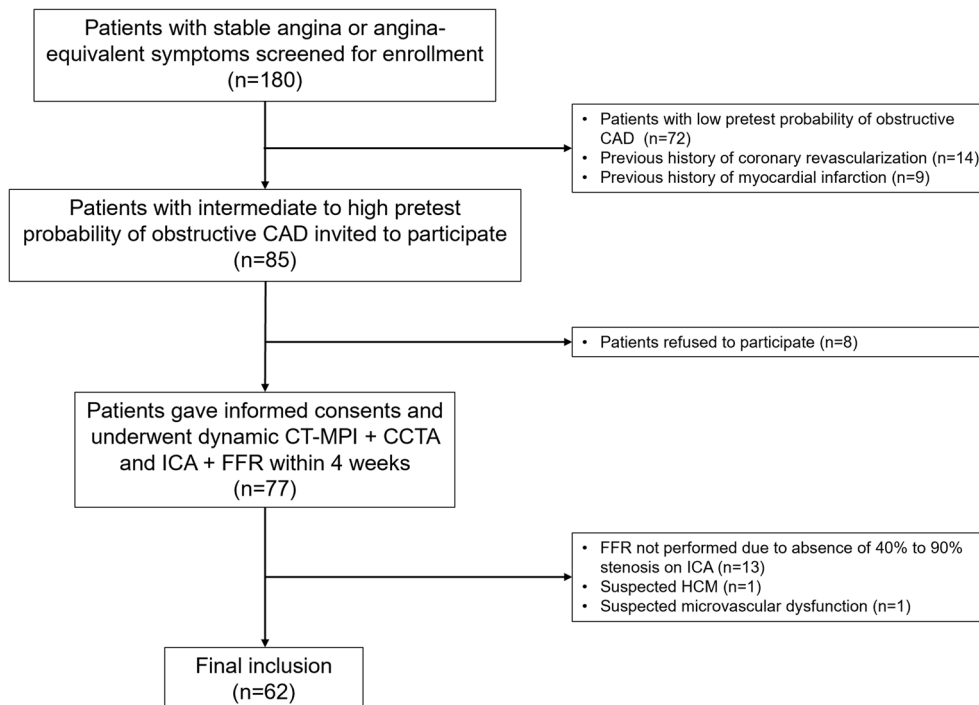 Patients with stable angina or angina-
equivalent symptoms screened for enrollment
(n=180)
• Patients with low pretest probability of obstructive
CAD (n=72)
• Previous history of coronary revascularization (n=14)
• Previous history of myocardial infarction (n=9)
Patients with intermediate to high pretest
probability of obstructive CAD invited to participate
(n=85)
• Patients refused to participate (n=8)
Patients gave informed consents and
underwent dynamic CT-MPI + CCTA
and ICA + FFR within 4 weeks
(n=77)
• FFR not performed due to absence of 40% to 90%
stenosis on ICA (n=13)
• Suspected HCM (n=1)
• Suspected microvascular dysfunction (n=1)
Final inclusion
(n=62)